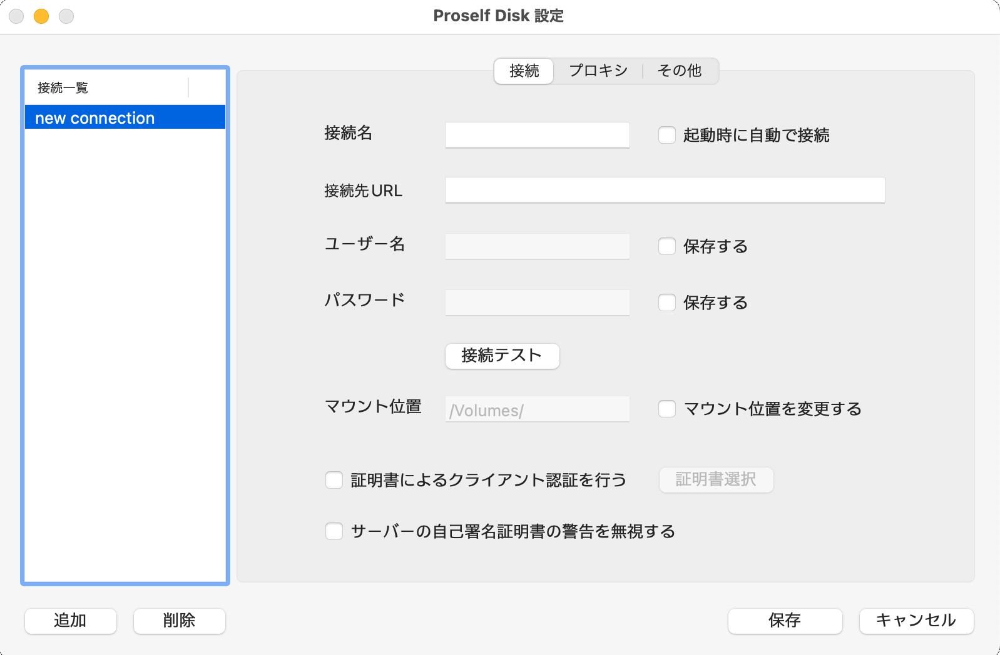 Proself Disk 設定
接続一覧
new connection
接続 プロキシ その他
接続名 起動時に自動で接続
接続先URL
ユーザー名 保存する
パスワード 保存する
接続テスト
マウント位置 /Volumes/ マウント位置を変更する
証明書によるクライアント認証を行う 証明書選択
サーバーの自己署名証明書の警告を無視する
追加 削除 保存 キャンセル